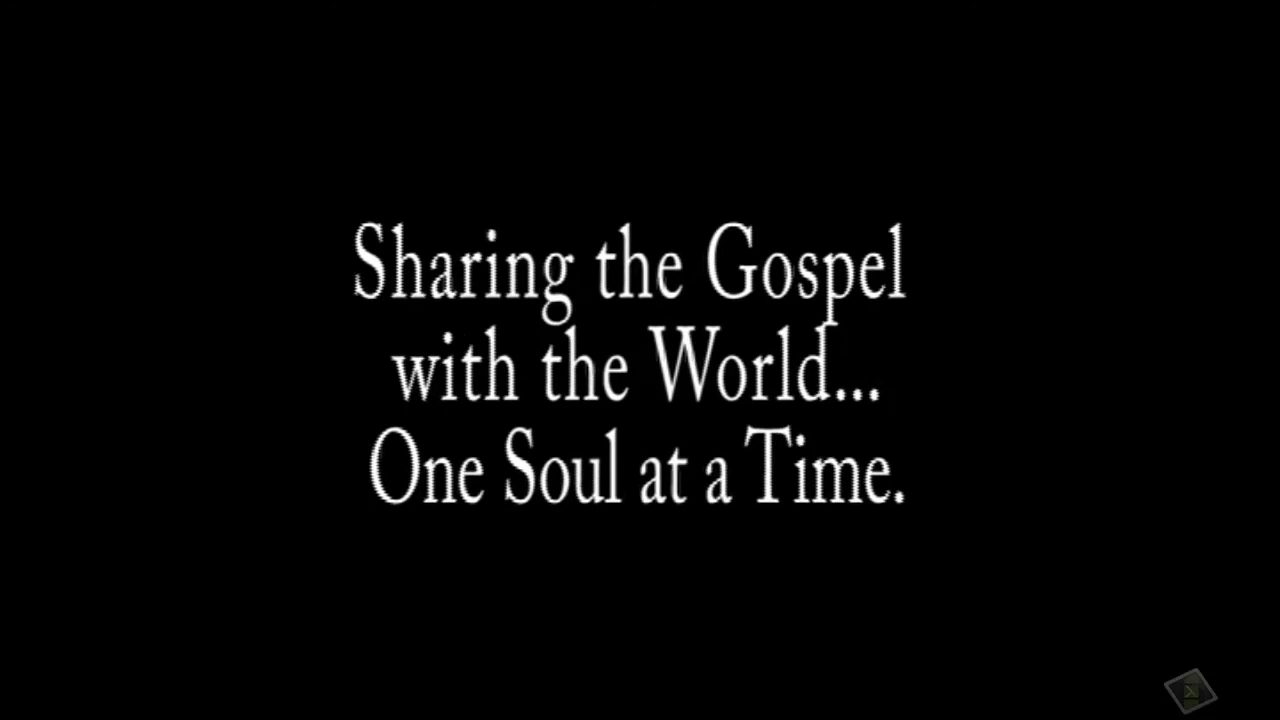 Sharing the Gospel
with the World...
One Soul at a Time.